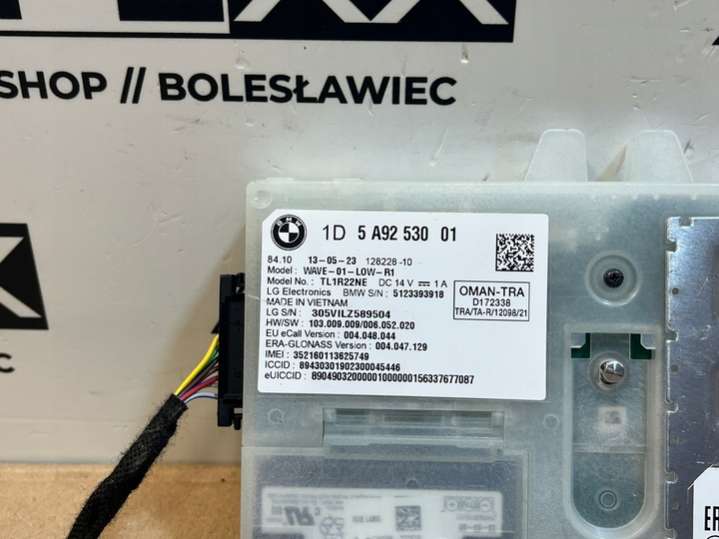 SHOP // BOLESŁAWIEC
BMW
1D 5 A92 530 01
84.10 13-05-23 128228-10
Model: WAVE-01-LOW-R1
Model No.: TL1R22NE DC 14V ⎓ 1A
LG Electronics BMW S/N: 5123393918
MADE IN VIETNAM
LG S/N: 305VILZ589504
HW/SW: 103.009.009/006.052.020
EU eCall Version: 004.048.044
ERA-GLONASS Version: 004.047.129
IMEI: 352160113625749
ICCID: 89430301902300045446
eUICCID: 89049032000001000000156337677087
OMAN-TRA
D172338
TRA/TA-R/12098/21